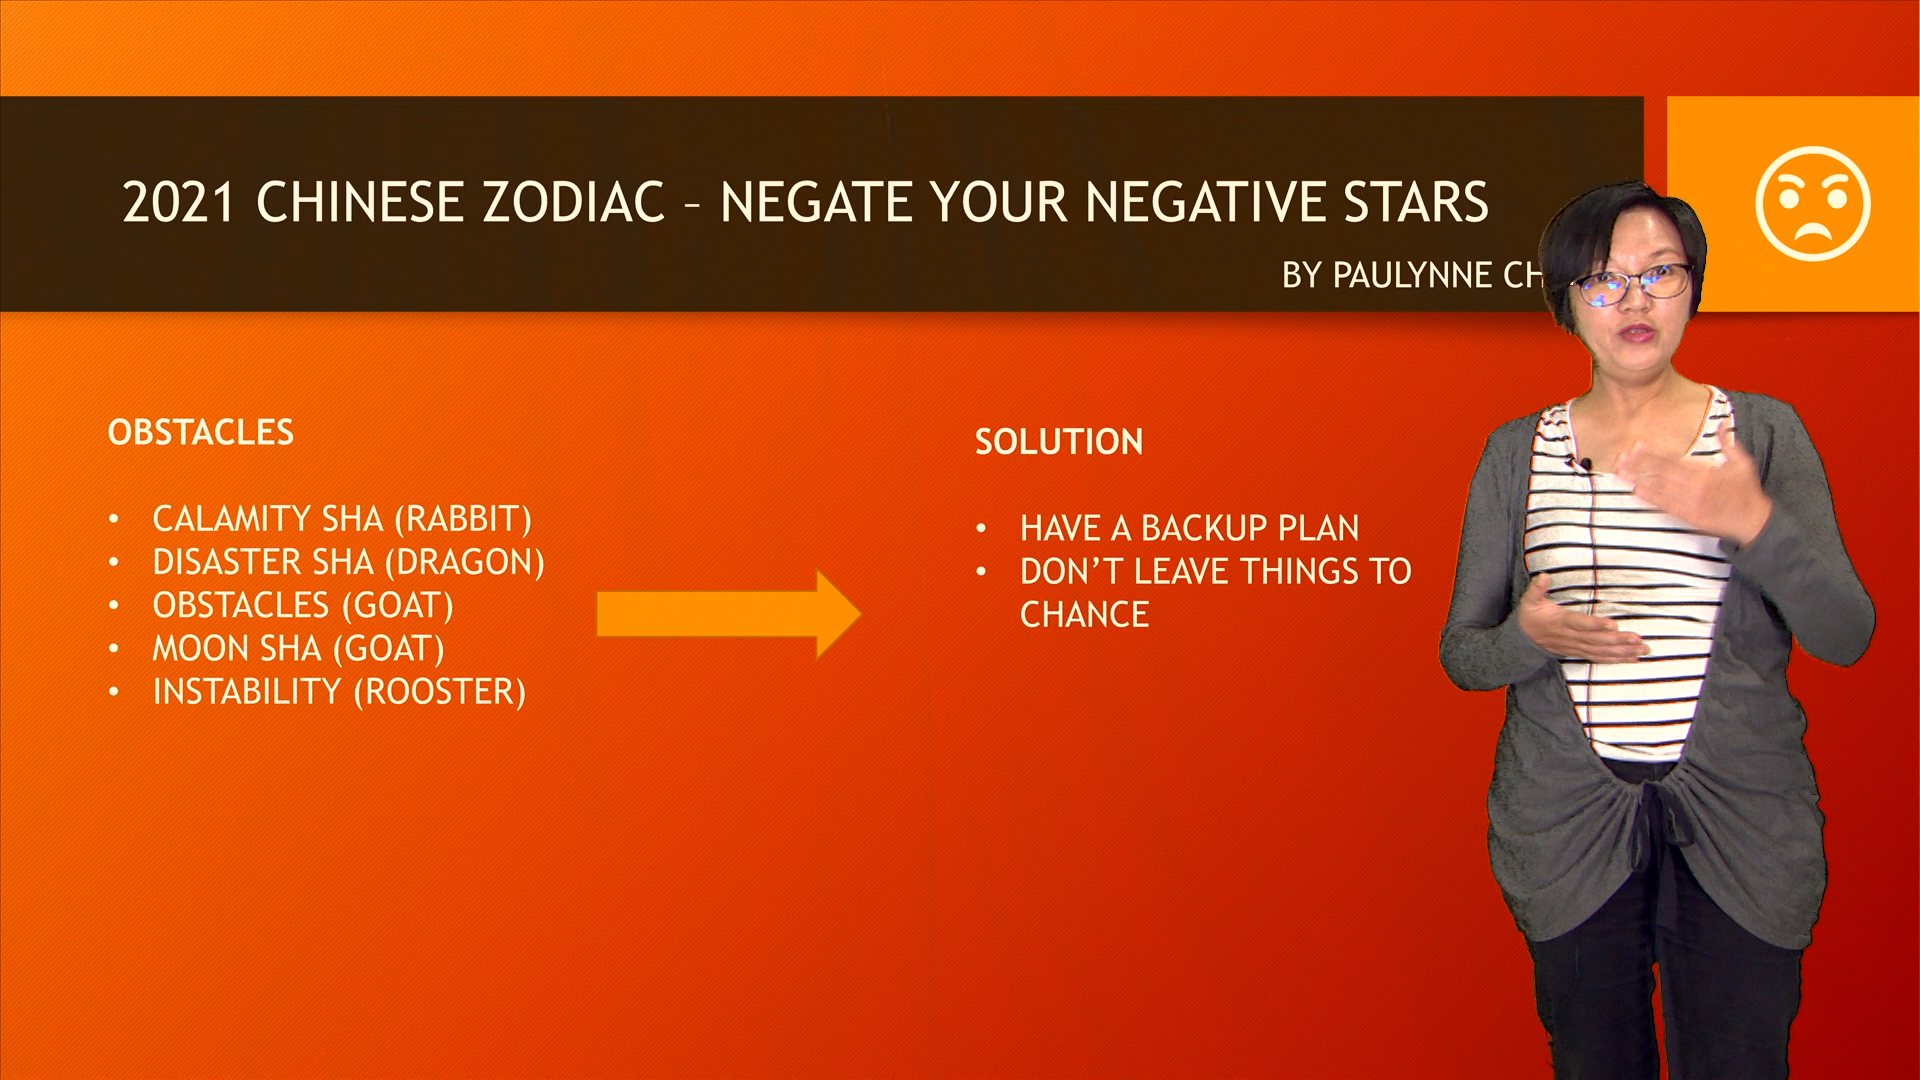 2021 CHINESE ZODIAC – NEGATE YOUR NEGATIVE STARS
BY PAULYNNE
OBSTACLES
• CALAMITY SHA (RABBIT)
• DISASTER SHA (DRAGON)
• OBSTACLES (GOAT)
• MOON SHA (GOAT)
• INSTABILITY (ROOSTER)
SOLUTION
• HAVE A BACKUP PLAN
• DON’T LEAVE THINGS TO
CHANCE